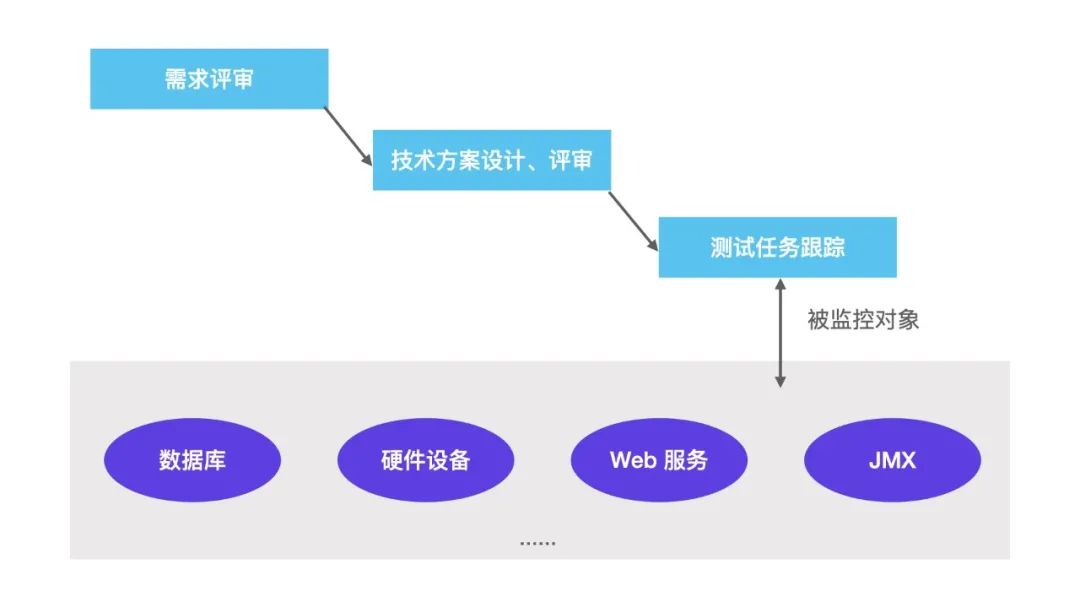 需求评审
技术方案设计、评审
测试任务跟踪
被监控对象
数据库
硬件设备
Web 服务
JMX
......